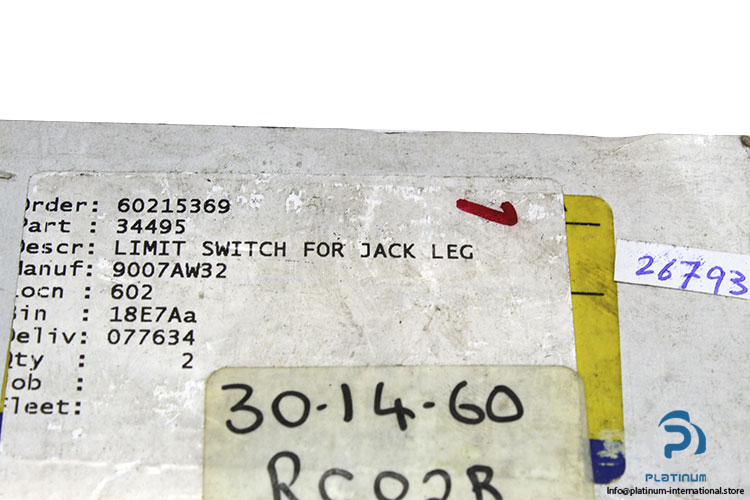 Order: 60215369
Part : 34495
Descr: LIMIT SWITCH FOR JACK LEG
Manuf: 9007AW32
Locn : 602
Bin : 18E7Aa
Deliv: 077634
Qty : 2
Job :
Fleet:
26793
30-14-60
RC02B
PLATINUM
Info@platinum-international.store